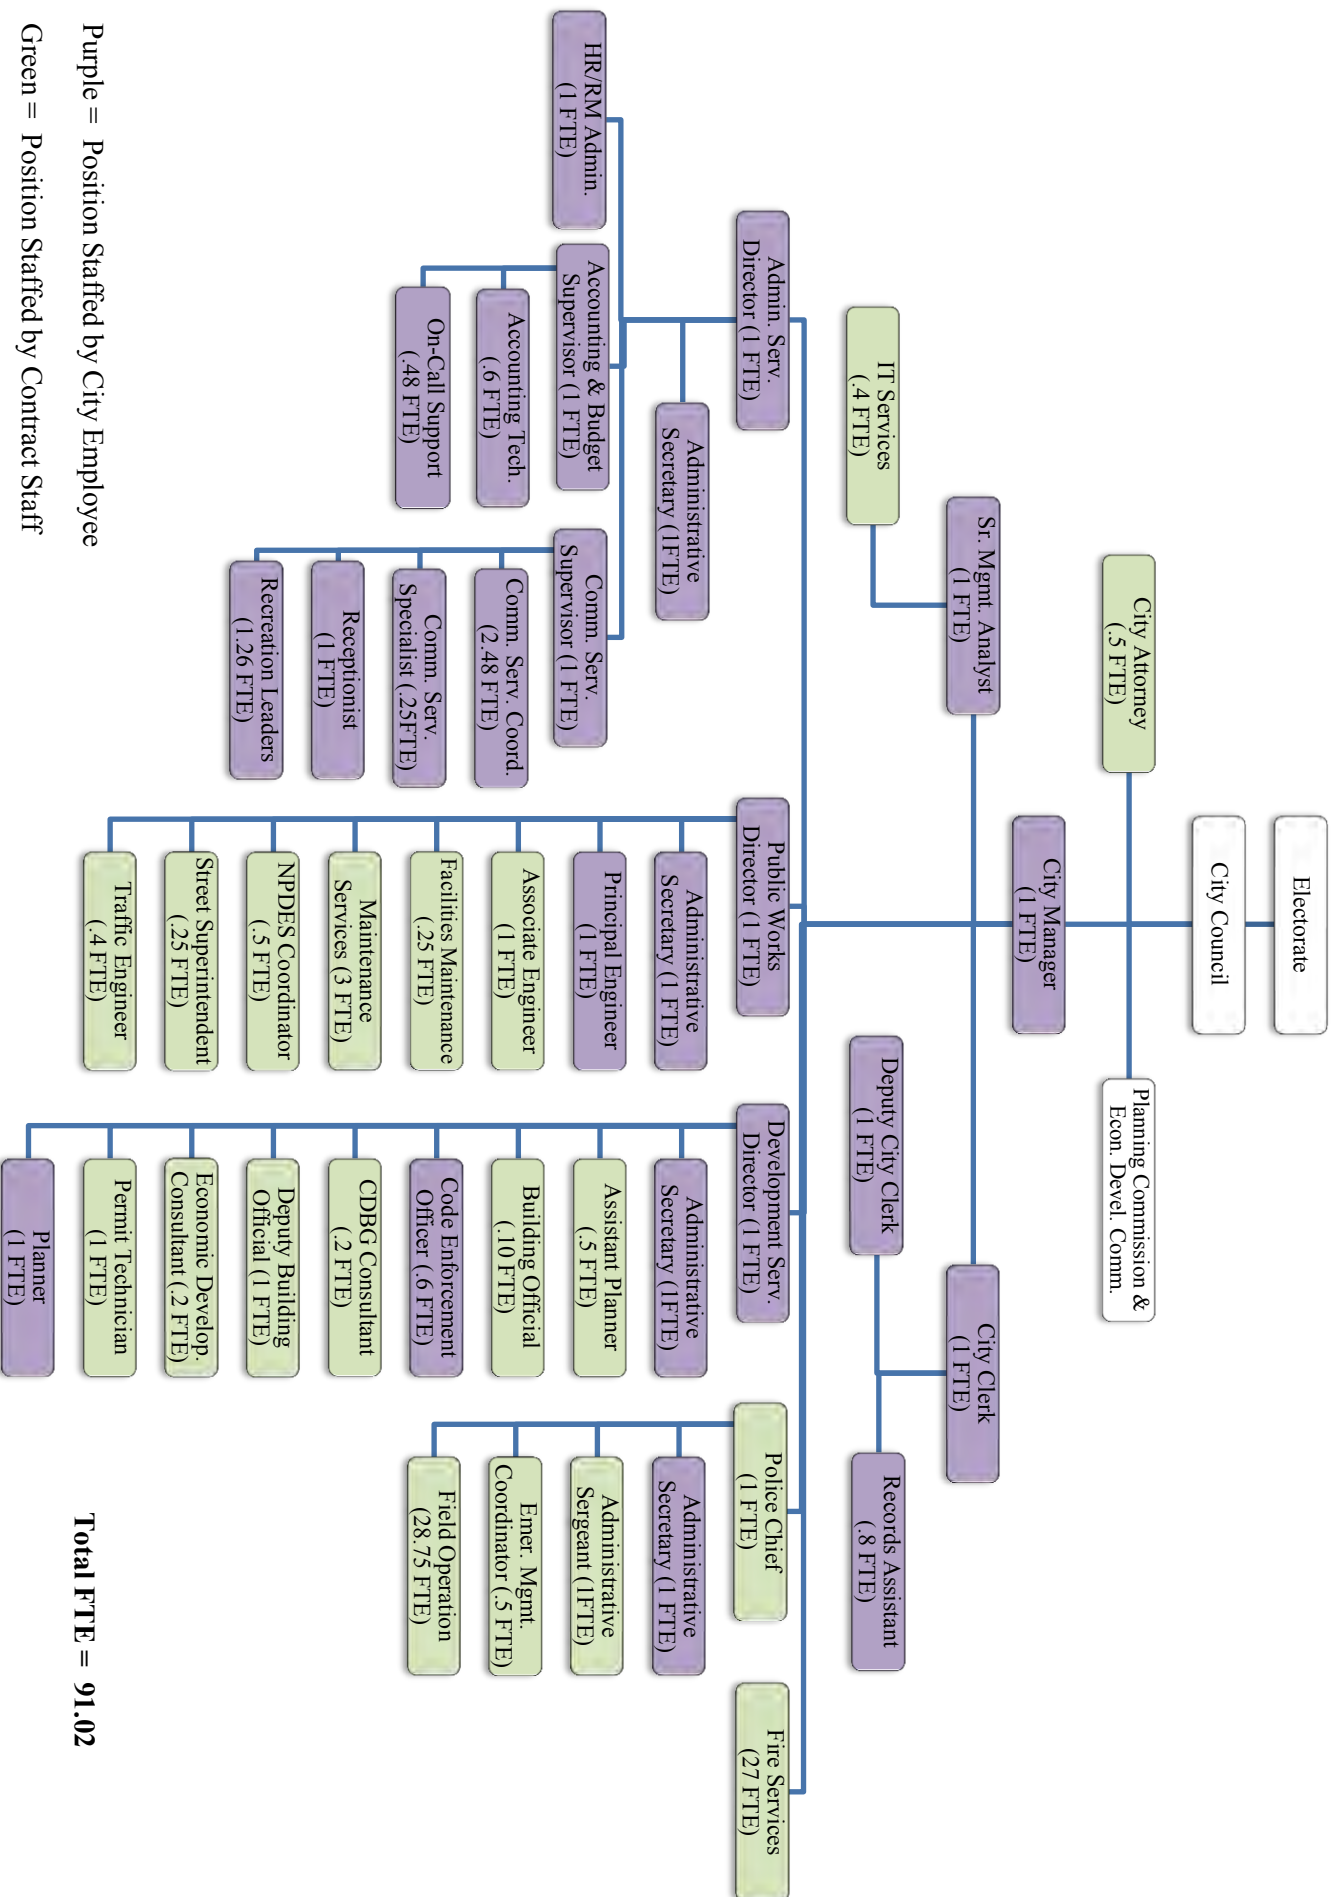 Electorate
City Council
City Attorney
(.5 FTE)
Planning Commission &
Econ. Devel. Comm.
City Manager
(1 FTE)
Sr. Mgmt. Analyst
(1 FTE)
City Clerk
(1 FTE)
IT Services
(.4 FTE)
Deputy City Clerk
(1 FTE)
Records Assistant
(.8 FTE)
Admin. Serv.
Director (1 FTE)
Administrative
Secretary (1FTE)
HR/RM Admin.
(1 FTE)
Accounting & Budget
Supervisor (1 FTE)
Accounting Tech.
(.6 FTE)
On-Call Support
(.48 FTE)
Comm. Serv.
Supervisor (1 FTE)
Comm. Serv. Coord.
(2.48 FTE)
Comm. Serv.
Specialist (.25FTE)
Receptionist
(1 FTE)
Recreation Leaders
(1.26 FTE)
Public Works
Director (1 FTE)
Administrative
Secretary (1 FTE)
Principal Engineer
(1 FTE)
Associate Engineer
(1 FTE)
Facilities Maintenance
(.25 FTE)
Maintenance
Services (3 FTE)
NPDES Coordinator
(.5 FTE)
Street Superintendent
(.25 FTE)
Traffic Engineer
(.4 FTE)
Development Serv.
Director (1 FTE)
Administrative
Secretary (1FTE)
Assistant Planner
(.5 FTE)
Building Official
(.10 FTE)
Code Enforcement
Officer (.6 FTE)
CDBG Consultant
(.2 FTE)
Deputy Building
Official (1 FTE)
Economic Develop.
Consultant (.2 FTE)
Permit Technician
(1 FTE)
Planner
(1 FTE)
Police Chief
(1 FTE)
Administrative
Secretary (1 FTE)
Administrative
Sergeant (1FTE)
Emer. Mgmt.
Coordinator (.5 FTE)
Field Operation
(28.75 FTE)
Fire Services
(27 FTE)
Purple = Position Staffed by City Employee
Green = Position Staffed by Contract Staff
Total FTE = 91.02